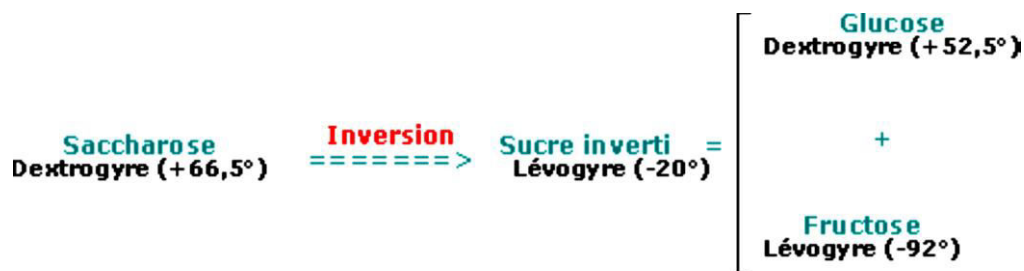 Glucose
Dextrogyre (+52,5°)
Saccharose
Dextrogyre (+66,5°)
Inversion
=======>
Sucre inverti =
Lévogyre (-20°)
+
Fructose
Lévogyre (-92°)